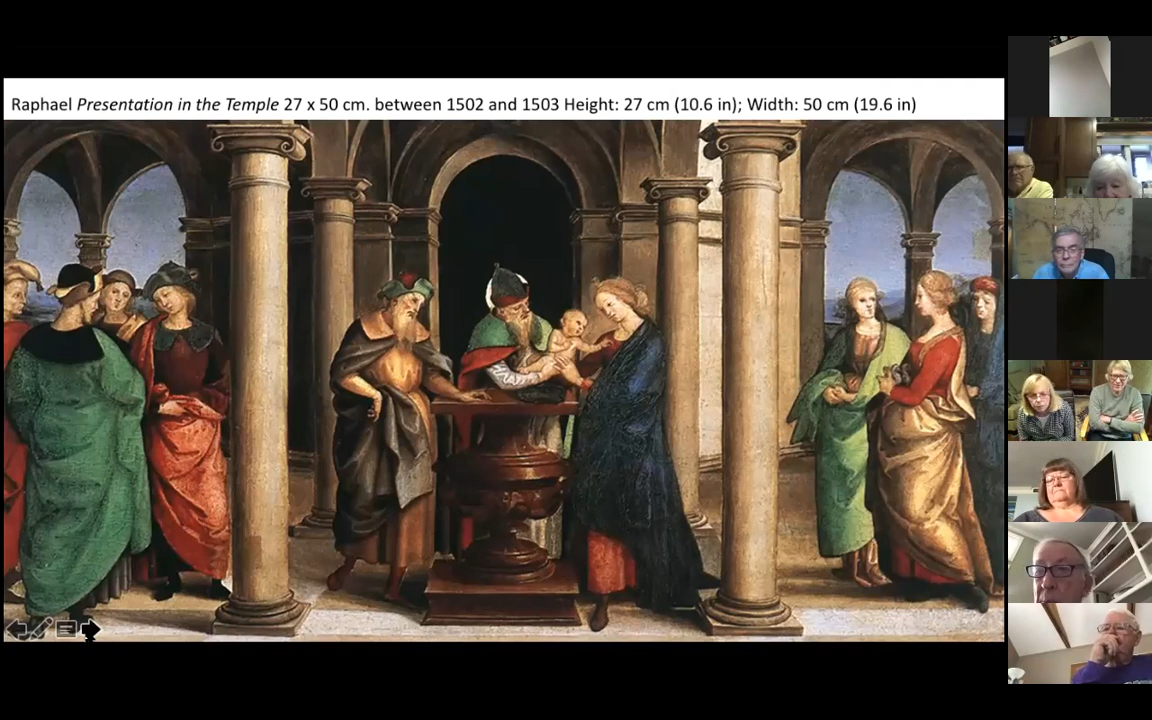 Raphael Presentation in the Temple 27 x 50 cm. between 1502 and 1503 Height: 27 cm (10.6 in); Width: 50 cm (19.6 in)